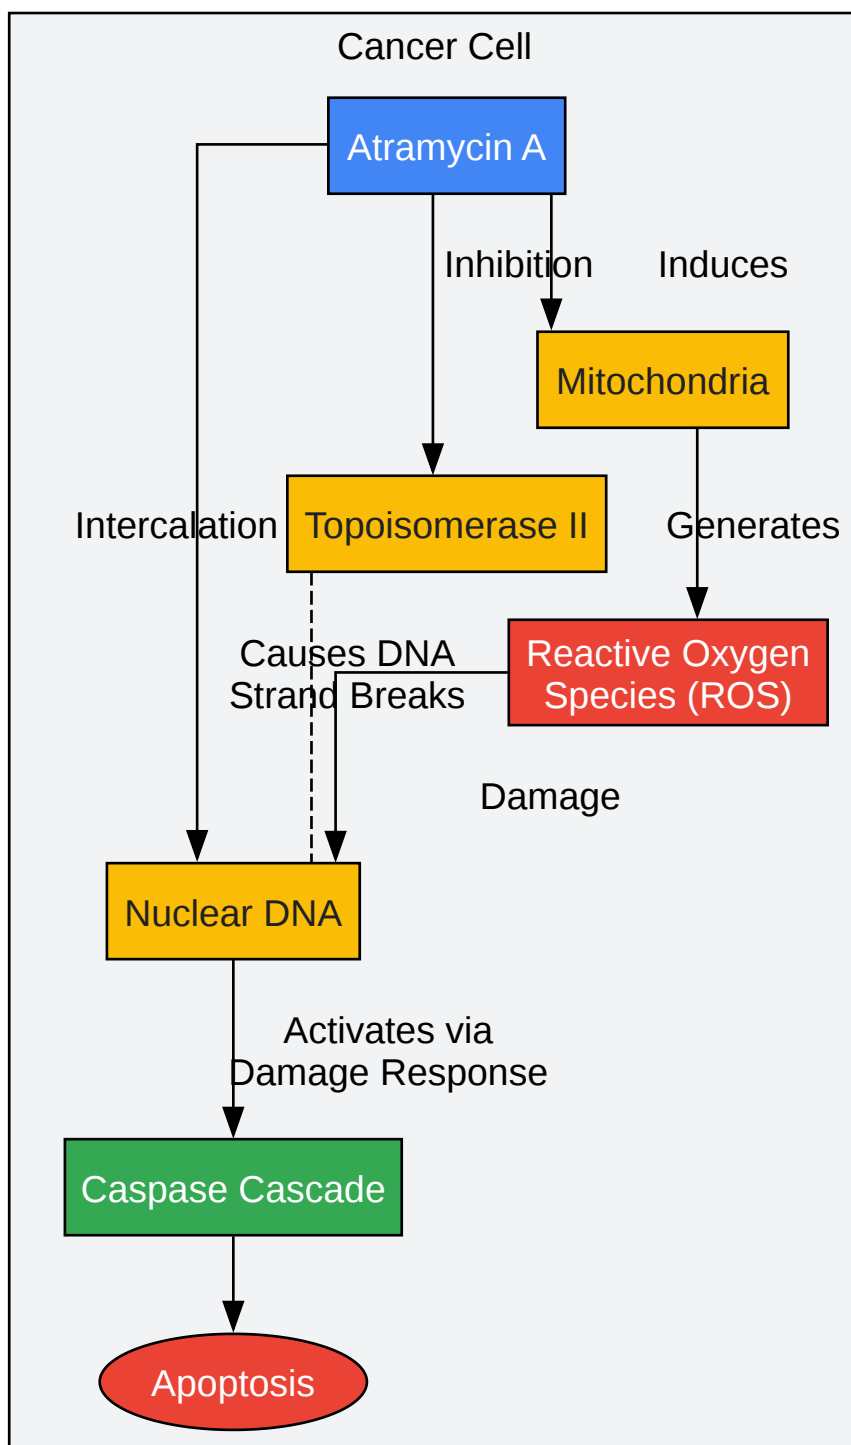 Cancer Cell
Atramycin A
Inhibition
Induces
Mitochondria
Intercalation
Topoisomerase II
Generates
Causes DNA
Strand Breaks
Reactive Oxygen
Species (ROS)
Damage
Nuclear DNA
Activates via
Damage Response
Caspase Cascade
Apoptosis